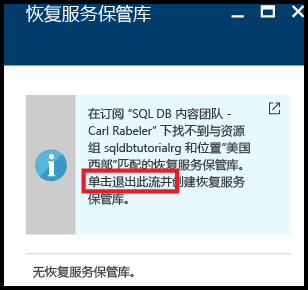 恢复服务保管库
在订阅 “SQL DB 内容团队 -
Carl Rabeler” 下找不到与资源
组 sqldbtutorialrg 和位置“美国
西部”匹配的恢复服务保管库。
单击退出此流并创建恢复服务
保管库。
无恢复服务保管库。